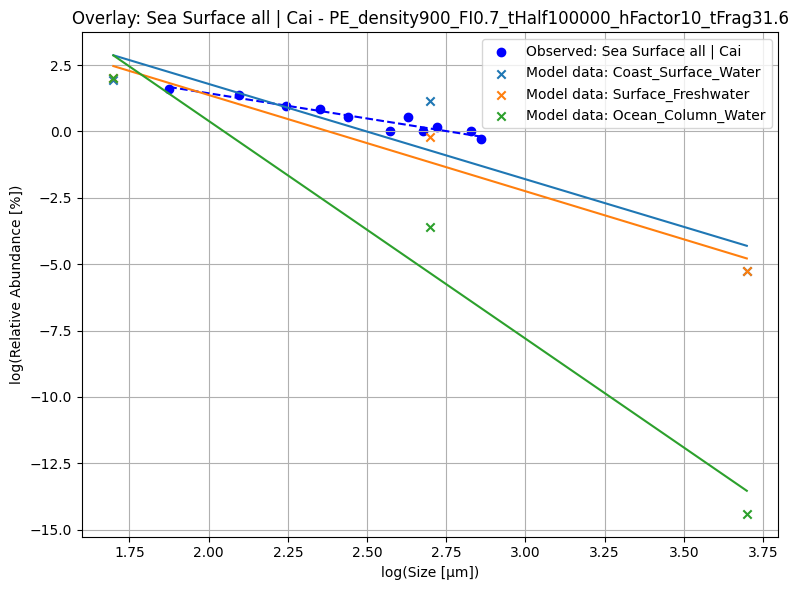 Overlay: Sea Surface all | Cai - PE_density900_FI0.7_tHalf100000_hFactor10_tFrag31.6
Observed: Sea Surface all | Cai
Model data: Coast_Surface_Water
Model data: Surface_Freshwater
Model data: Ocean_Column_Water
log(Relative Abundance [%])
2.5
0.0
−2.5
−5.0
−7.5
−10.0
−12.5
−15.0
1.75 2.00 2.25 2.50 2.75 3.00 3.25 3.50 3.75
log(Size [μm])